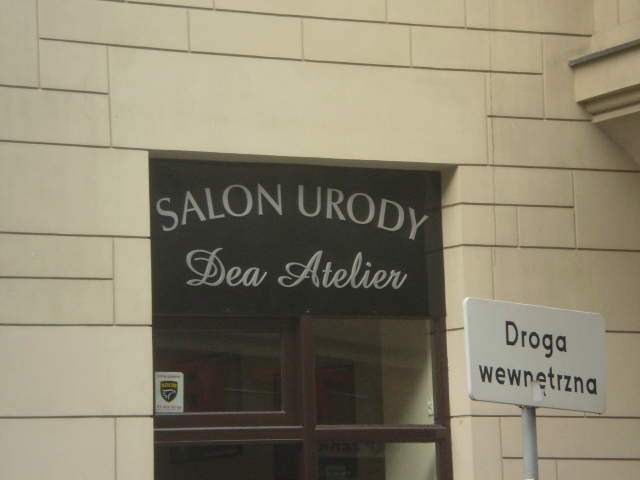 SALON URODY
Dea Atelier
Droga
wewnętrzna